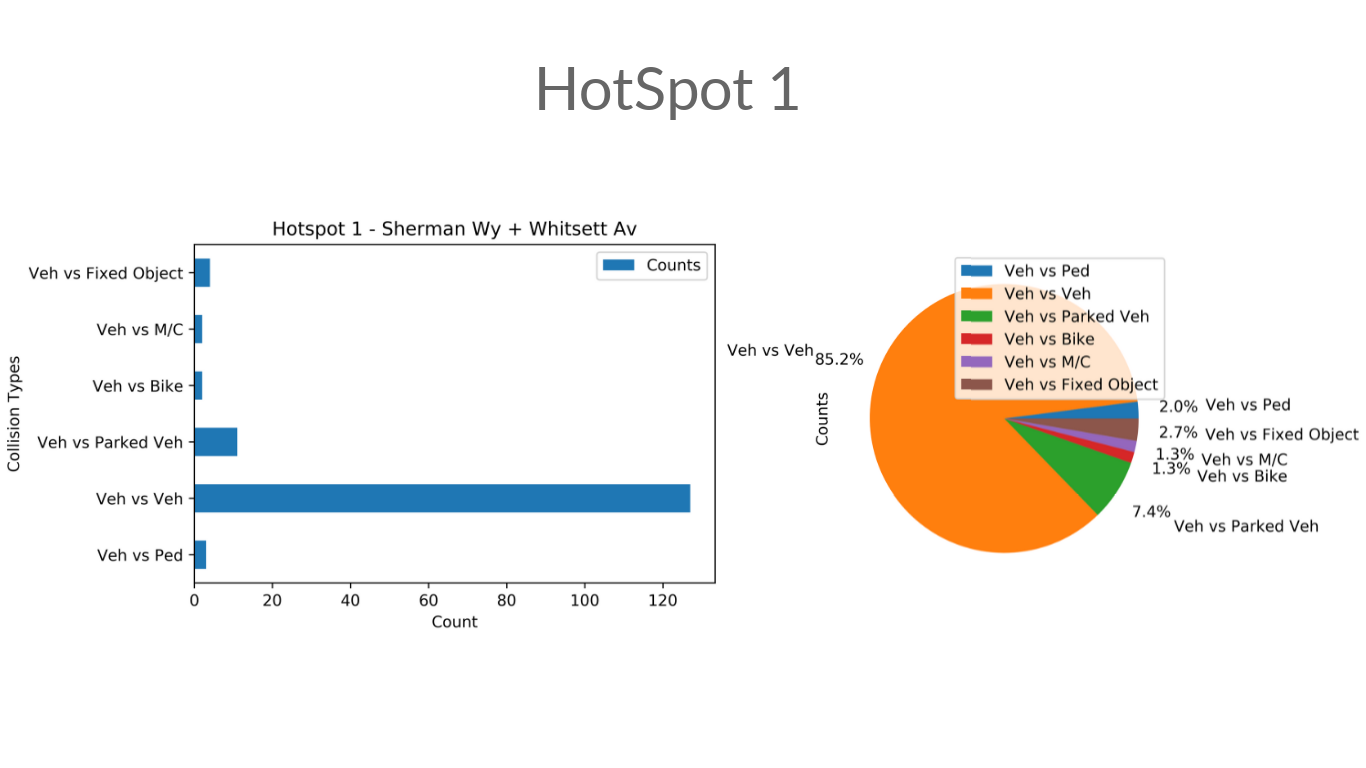 HotSpot 1
Hotspot 1 - Sherman Wy + Whitsett Av
Counts
Collision Types
Veh vs Fixed Object
Veh vs M/C
Veh vs Bike
Veh vs Parked Veh
Veh vs Veh
Veh vs Ped
0 20 40 60 80 100 120
Count
Veh vs Ped
Veh vs Veh
Veh vs Parked Veh
Veh vs Bike
Veh vs M/C
Veh vs Fixed Object
Counts
Veh vs Veh 85.2%
2.0% Veh vs Ped
2.7% Veh vs Fixed Object
1.3% Veh vs M/C
1.3% Veh vs Bike
7.4% Veh vs Parked Veh